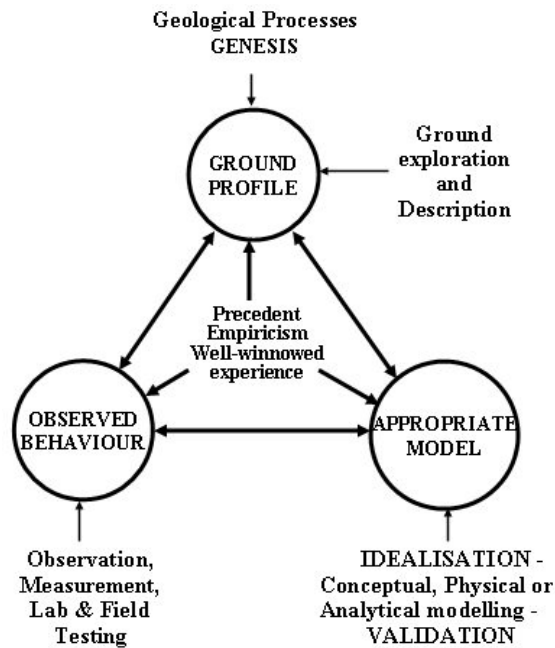 Geological Processes
GENESIS
GROUND
PROFILE
Ground
exploration
and
Description
Precedent
Empiricism
Well-winnowed
experience
OBSERVED
BEHAVIOUR
APPROPRIATE
MODEL
Observation,
Measurement,
Lab & Field
Testing
IDEALISATION -
Conceptual, Physical or
Analytical modelling -
VALIDATION